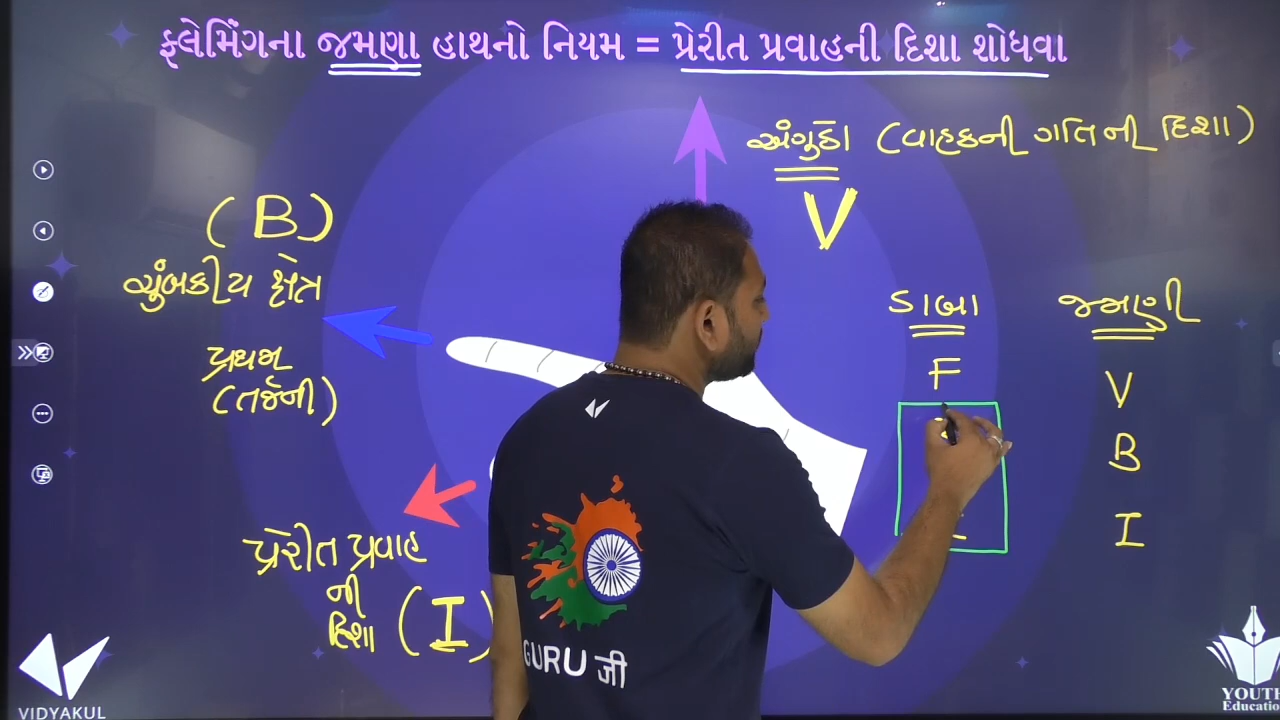 ફ્લેમિંગના જમણા હાથનો નિયમ = પ્રેરીત પ્રવાહની દિશા શોધવા
અંગુઠો (વાહકની ગતિની દિશા)
V
(B)
ચુંબકીય ક્ષેત્ર
પ્રથમ
(તર્જની)
પ્રેરીત પ્રવાહ
ની
દિશા (I)
ડાબા જમણી
F V
B
I
GURU जी
VIDYAKUL
YOUTH
Education